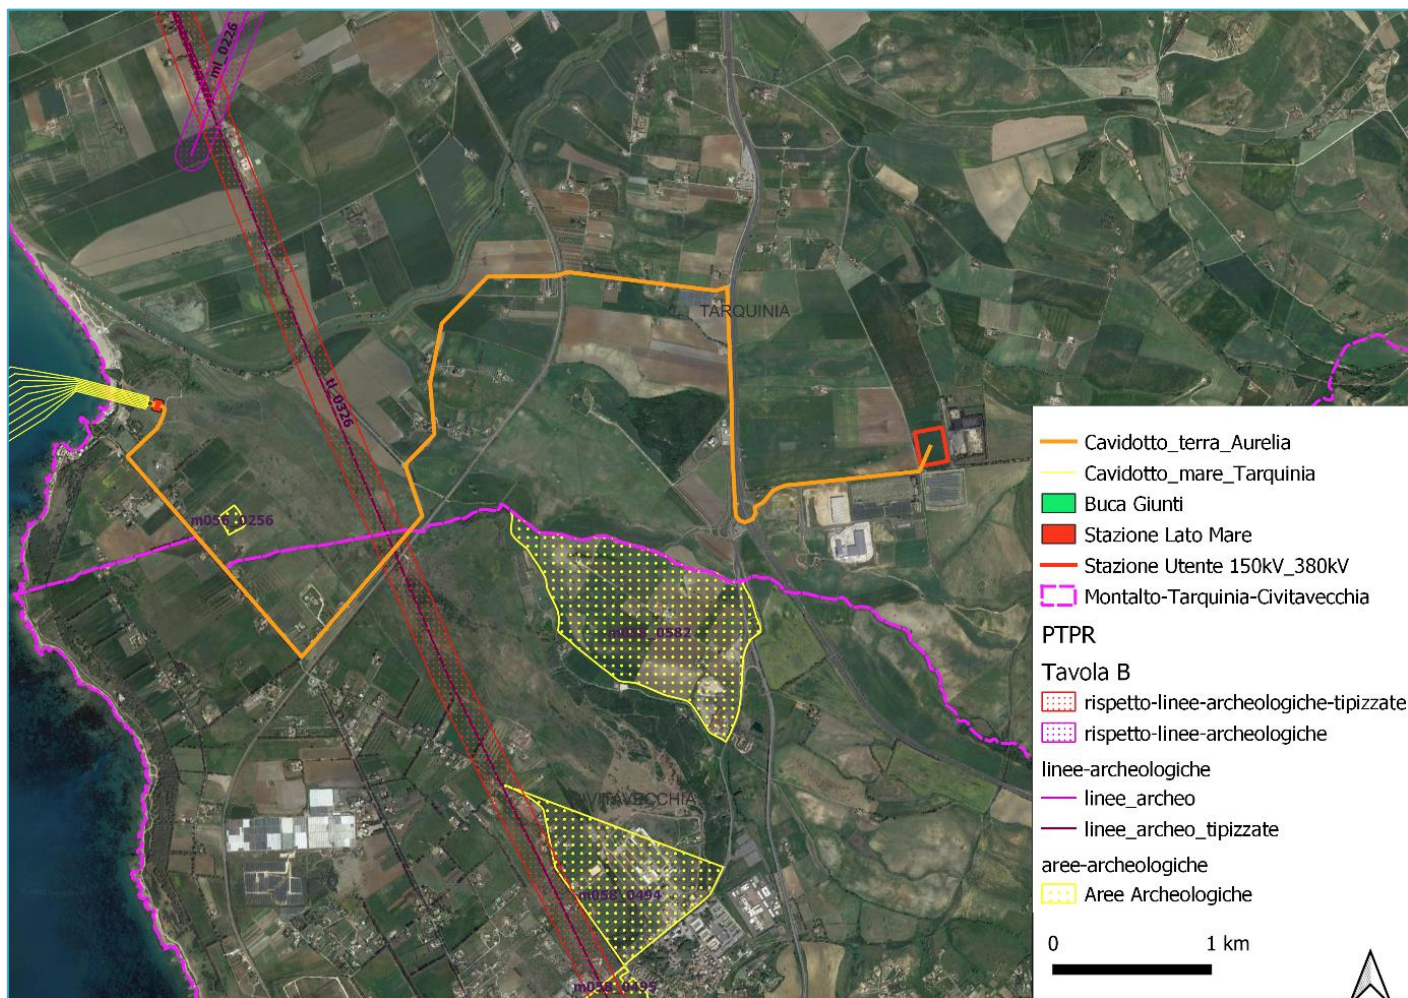 ml_0226
TARQUINIA
tl_0326
m056_0256
m058_0582
CIVITAVECCHIA
m058_0494
m058_0495
Cavidotto_terra_Aurelia
Cavidotto_mare_Tarquinia
Buca Giunti
Stazione Lato Mare
Stazione Utente 150kV_380kV
Montalto-Tarquinia-Civitavecchia
PTPR
Tavola B
rispetto-linee-archeologiche-tipizzate
rispetto-linee-archeologiche
linee-archeologiche
linee_archeo
linee_archeo_tipizzate
aree-archeologiche
Aree Archeologiche
0 1 km